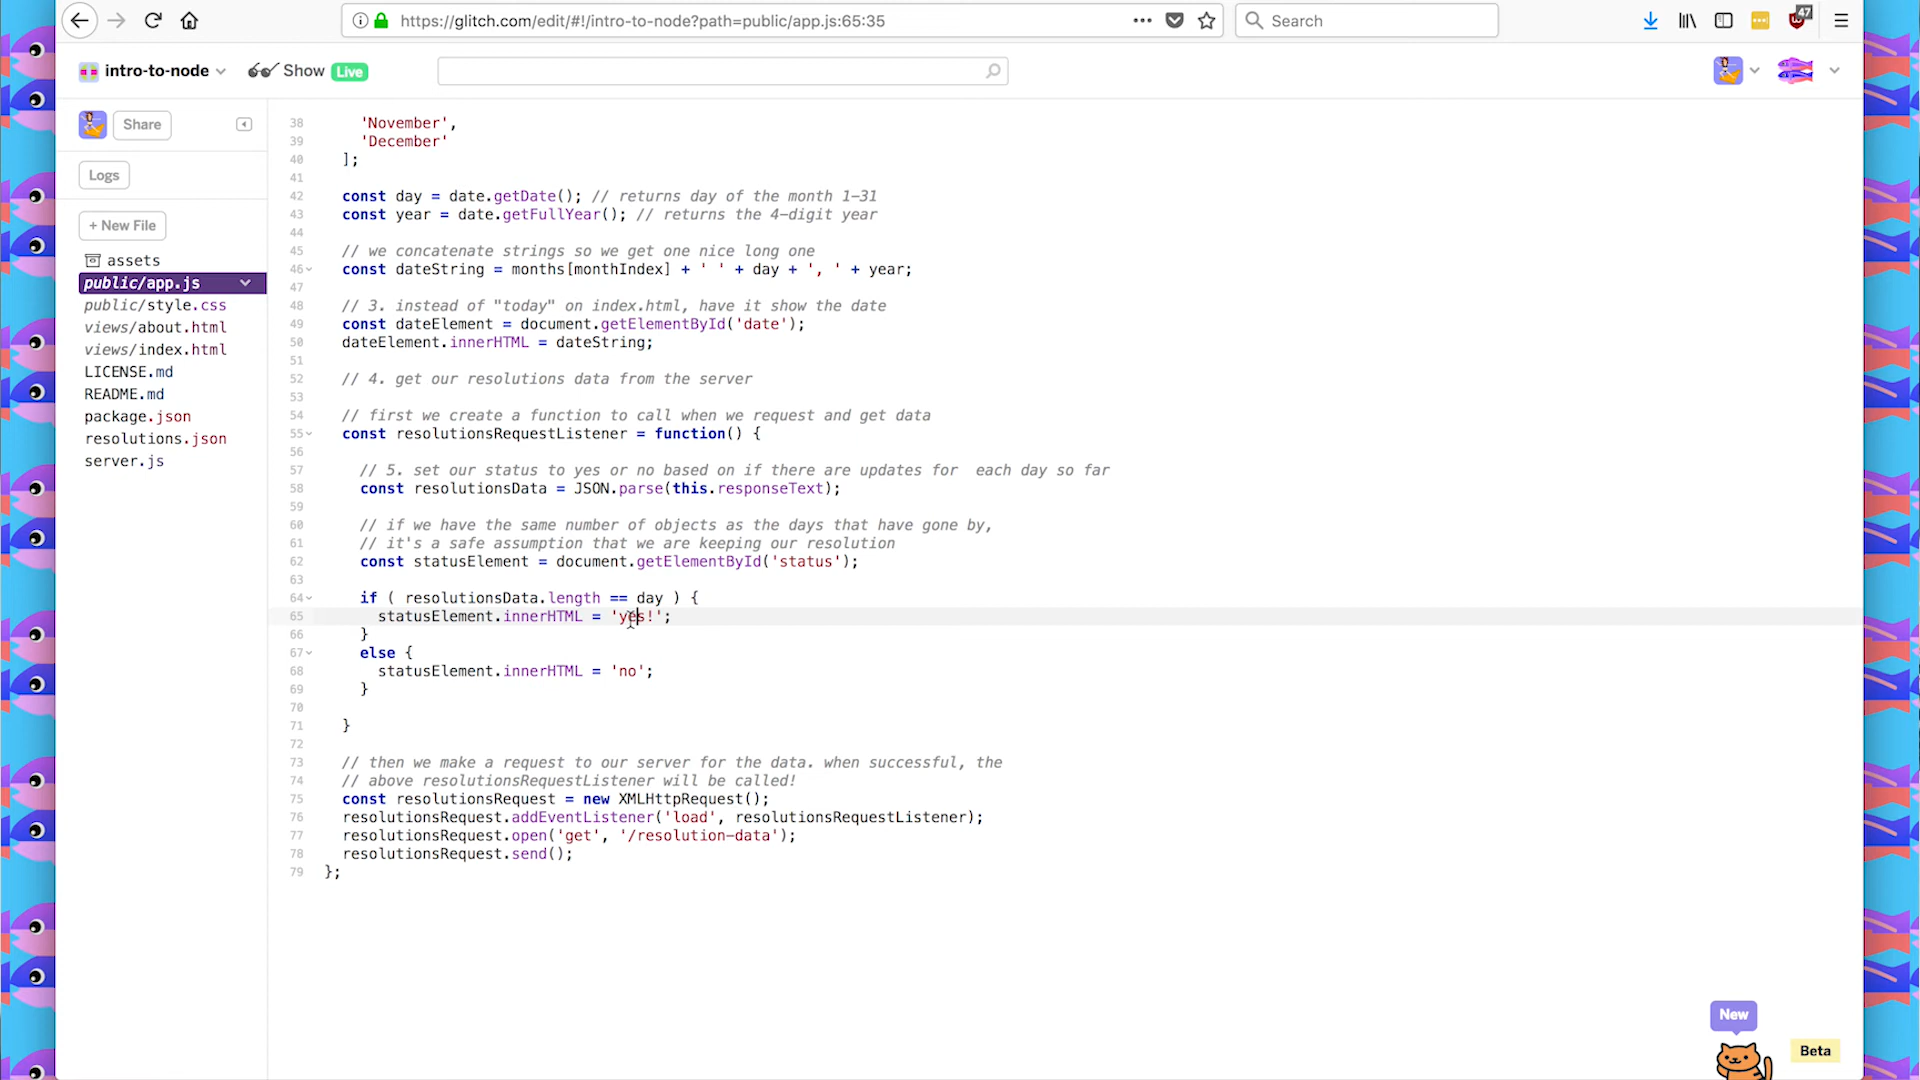 https://glitch.com/edit/#!/intro-to-node?path=public/app.js:65:35
Search
47
intro-to-node
Show
Live
Share
Logs
+ New File
assets
public/app.js
public/style.css
views/about.html
views/index.html
LICENSE.md
README.md
package.json
resolutions.json
server.js
38 'November',
39 'December'
40 ];
41
42 const day = date.getDate(); // returns day of the month 1-31
43 const year = date.getFullYear(); // returns the 4-digit year
44
45 // we concatenate strings so we get one nice long one
46 const dateString = months[monthIndex] + ' ' + day + ', ' + year;
47
48 // 3. instead of "today" on index.html, have it show the date
49 const dateElement = document.getElementById('date');
50 dateElement.innerHTML = dateString;
51
52 // 4. get our resolutions data from the server
53
54 // first we create a function to call when we request and get data
55 const resolutionsRequestListener = function() {
56
57 // 5. set our status to yes or no based on if there are updates for  each day so far
58 const resolutionsData = JSON.parse(this.responseText);
59
60 // if we have the same number of objects as the days that have gone by,
61 // it's a safe assumption that we are keeping our resolution
62 const statusElement = document.getElementById('status');
63
64 if ( resolutionsData.length == day ) {
65 statusElement.innerHTML = 'yes!';
66 }
67 else {
68 statusElement.innerHTML = 'no';
69 }
70
71 }
72
73 // then we make a request to our server for the data. when successful, the
74 // above resolutionsRequestListener will be called!
75 const resolutionsRequest = new XMLHttpRequest();
76 resolutionsRequest.addEventListener('load', resolutionsRequestListener);
77 resolutionsRequest.open('get', '/resolution-data');
78 resolutionsRequest.send();
79 };
New
Beta